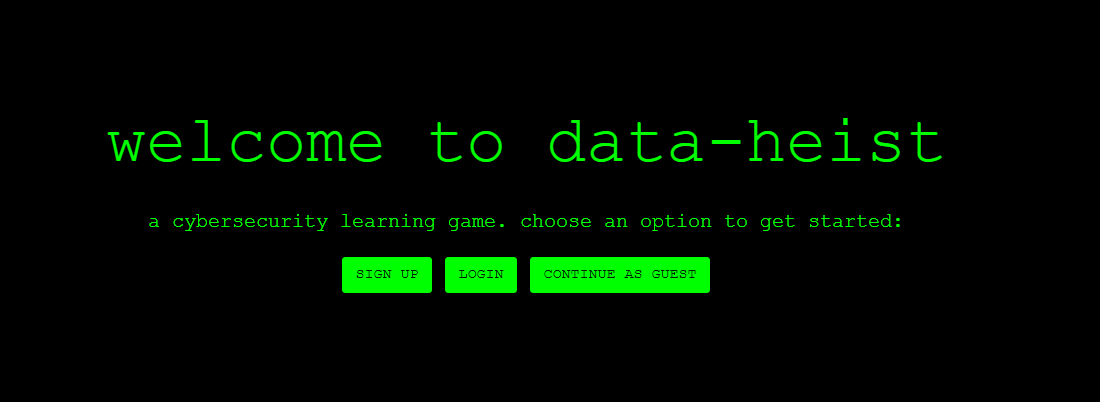 welcome to data-heist
a cybersecurity learning game. choose an option to get started:
SIGN UP LOGIN CONTINUE AS GUEST